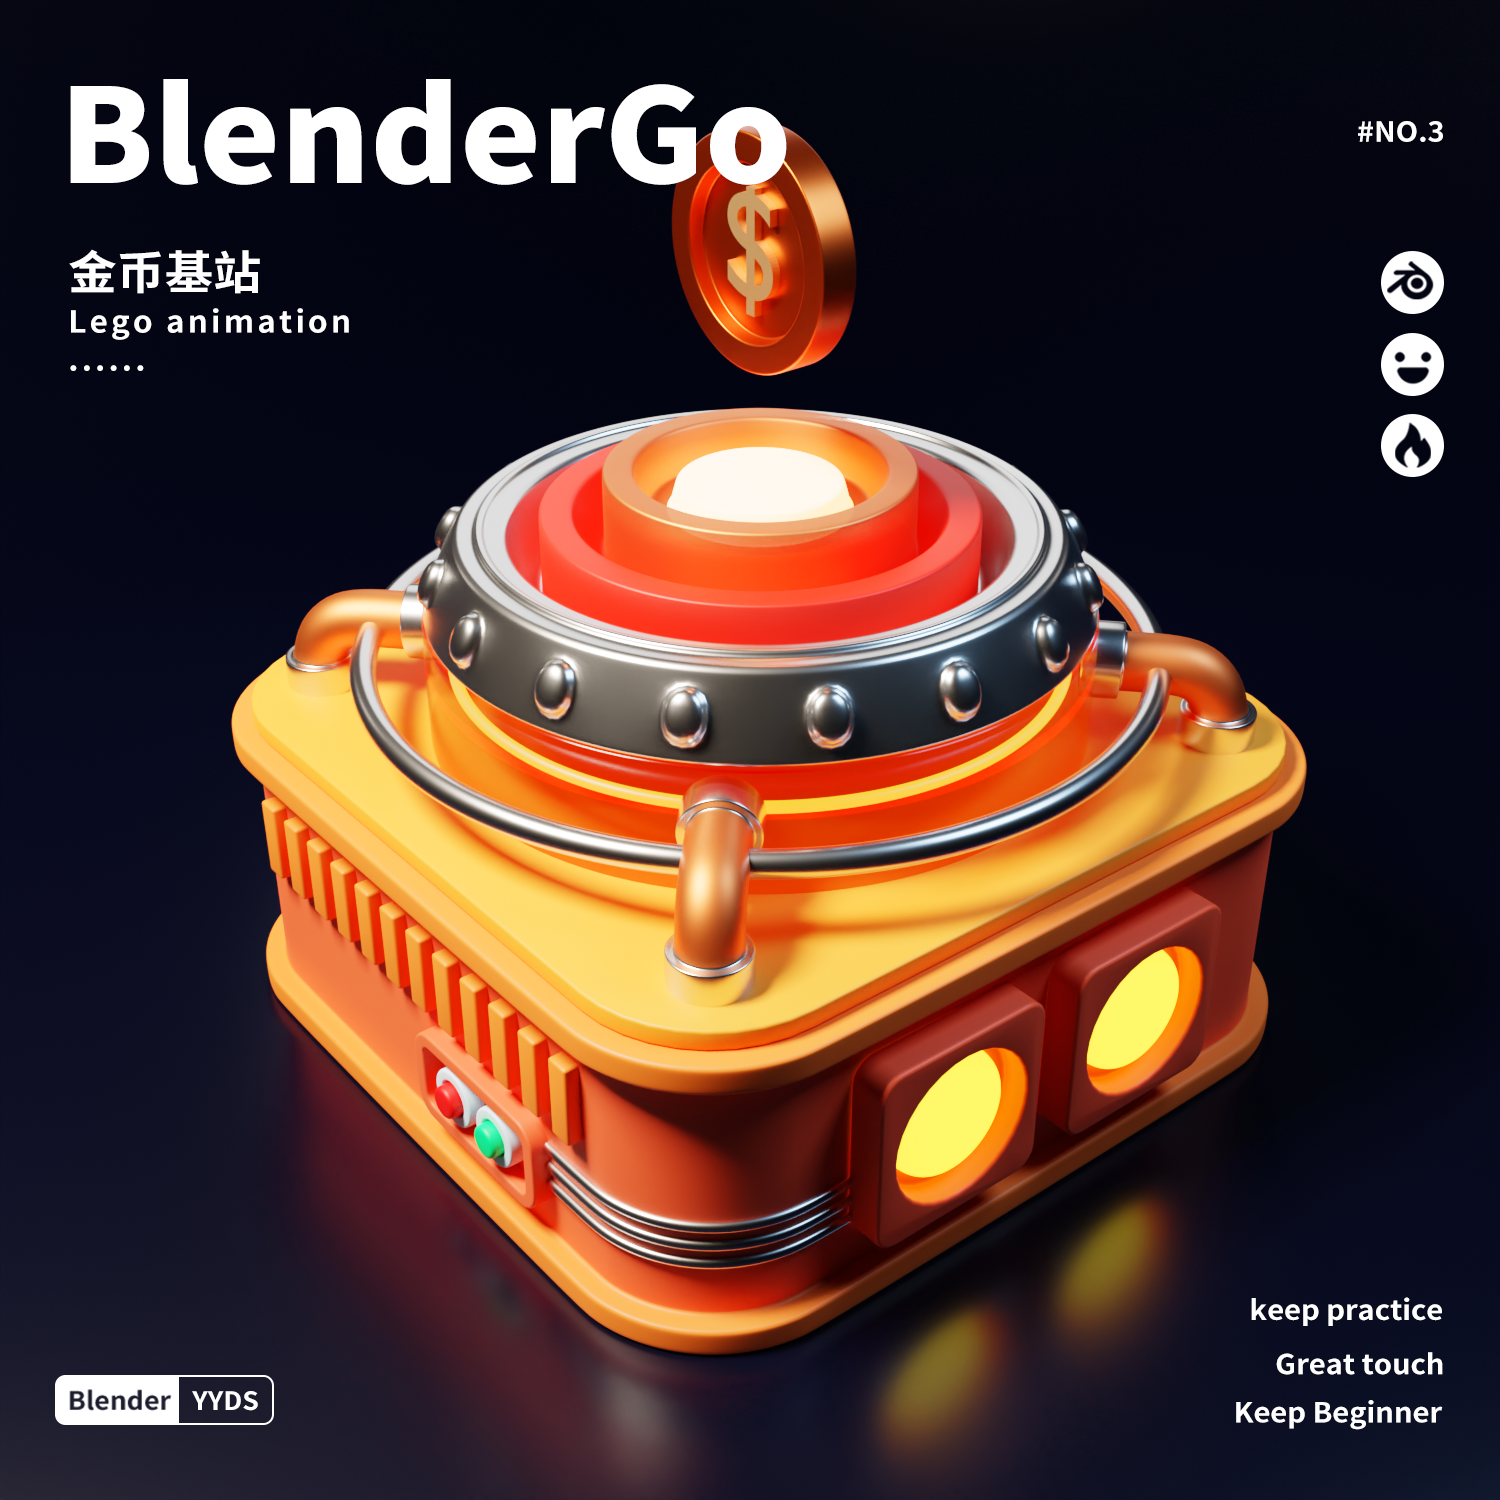 BlenderGo
#NO.3
金币基站
Lego animation
......
$
keep practice
Great touch
Keep Beginner
Blender YYDS